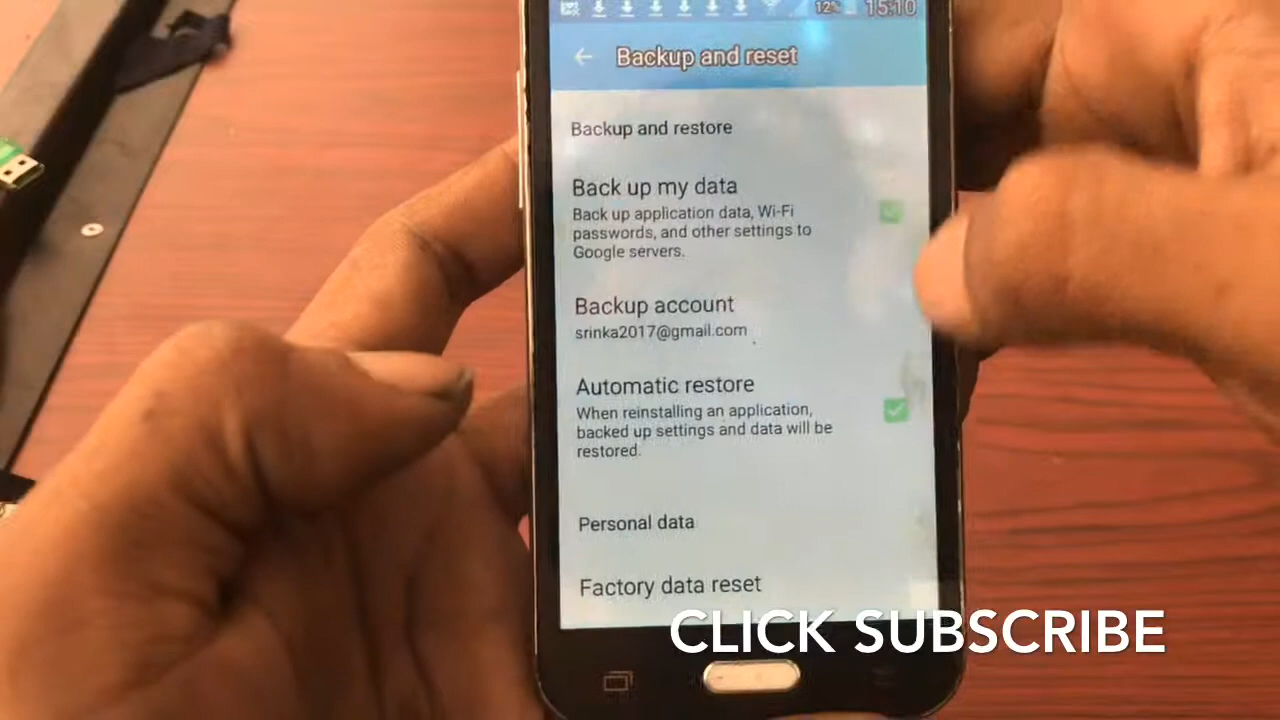 12% 15:10
Backup and reset
Backup and restore
Back up my data
Back up application data, Wi-Fi
passwords, and other settings to
Google servers.
Backup account
srinka2017@gmail.com
Automatic restore
When reinstalling an application,
backed up settings and data will be
restored.
Personal data
Factory data reset
CLICK SUBSCRIBE